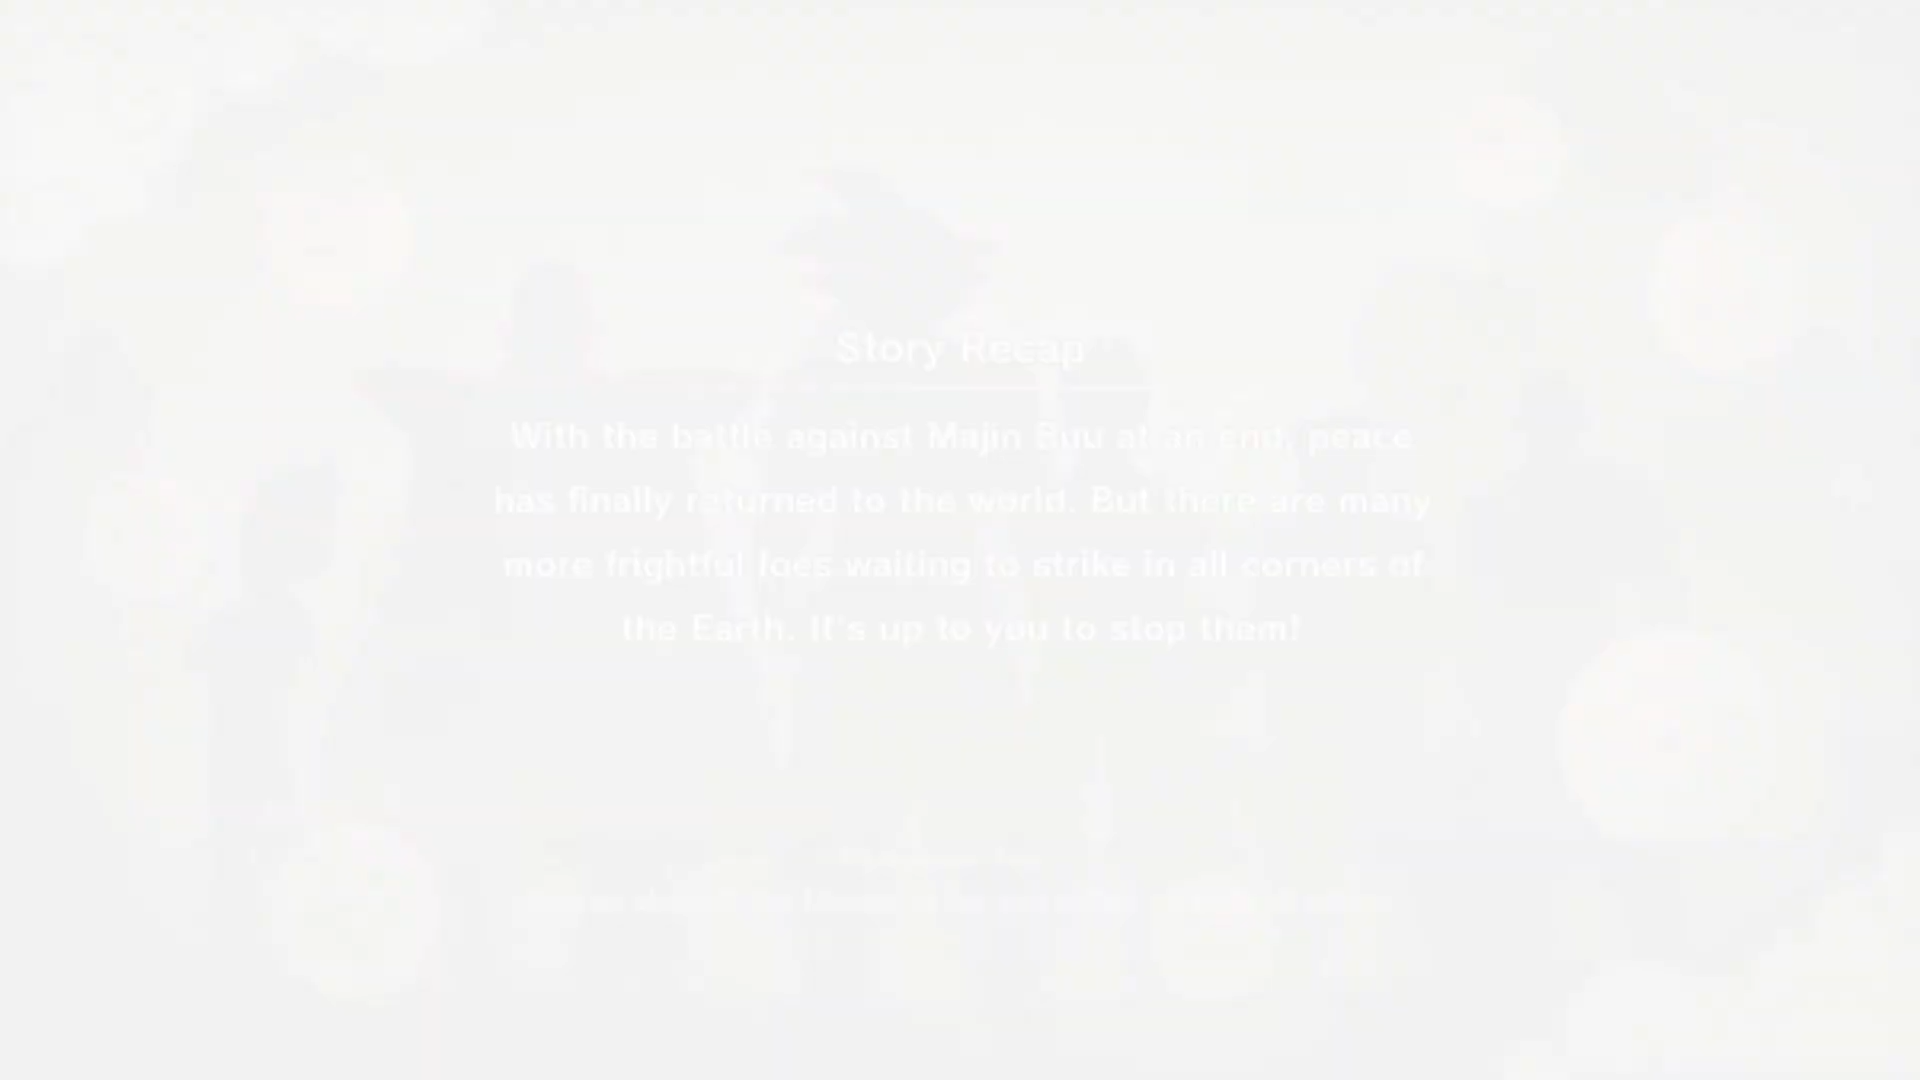 Story Recap
With the battle against Majin Buu at an end, peace
has finally returned to the world. But there are many
more frightful foes waiting to strike in all corners of
the Earth. It's up to you to stop them!